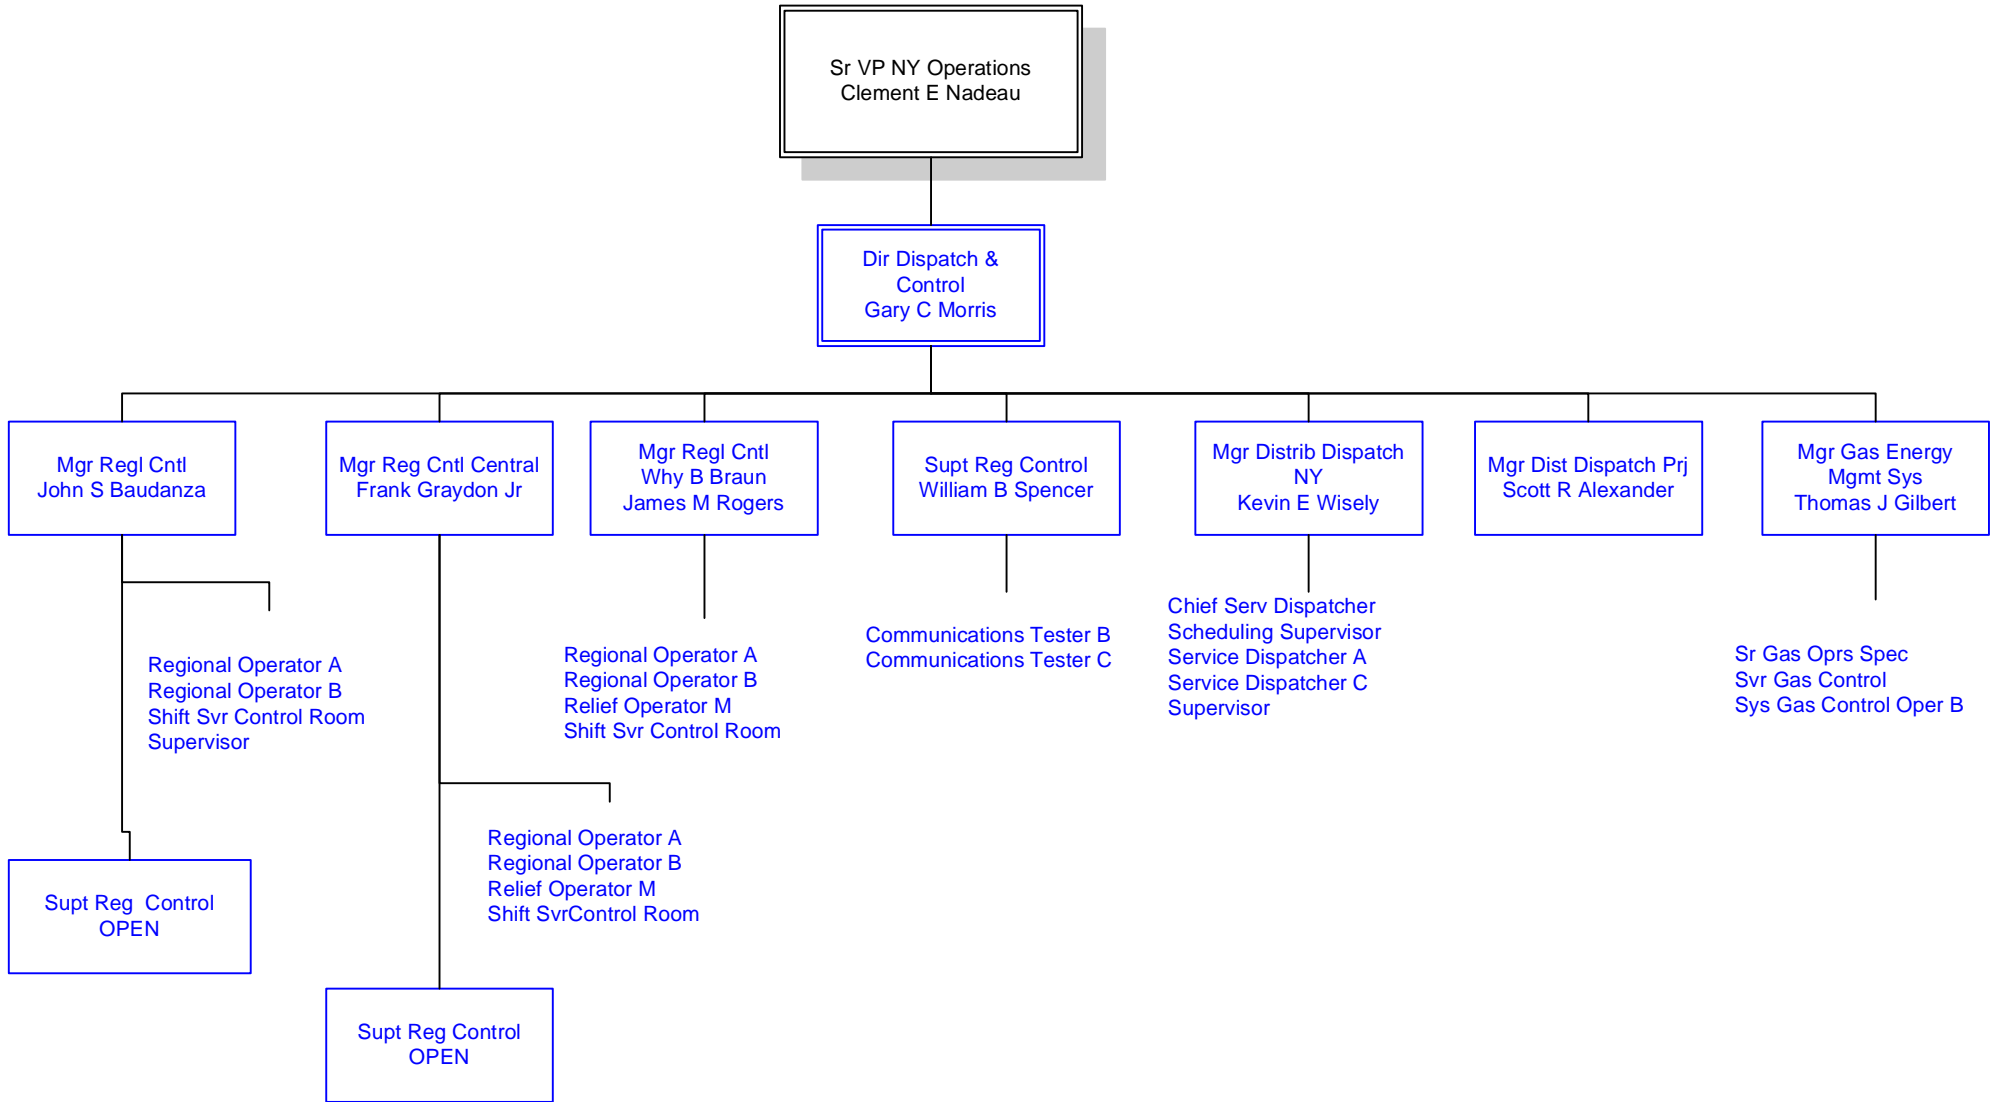 Sr VP NY Operations
Clement E Nadeau
Dir Dispatch &
Control
Gary C Morris
Mgr Regl Cntl
John S Baudanza
Mgr Reg Cntl Central
Frank Graydon Jr
Mgr Regl Cntl
Why B Braun
James M Rogers
Supt Reg Control
William B Spencer
Mgr Distrib Dispatch
NY
Kevin E Wisely
Mgr Dist Dispatch Prj
Scott R Alexander
Mgr Gas Energy
Mgmt Sys
Thomas J Gilbert
Regional Operator A
Regional Operator B
Shift Svr Control Room
Supervisor
Regional Operator A
Regional Operator B
Relief Operator M
Shift Svr Control Room
Communications Tester B
Communications Tester C
Chief Serv Dispatcher
Scheduling Supervisor
Service Dispatcher A
Service Dispatcher C
Supervisor
Sr Gas Oprs Spec
Svr Gas Control
Sys Gas Control Oper B
Regional Operator A
Regional Operator B
Relief Operator M
Shift SvrControl Room
Supt Reg  Control
OPEN
Supt Reg Control
OPEN